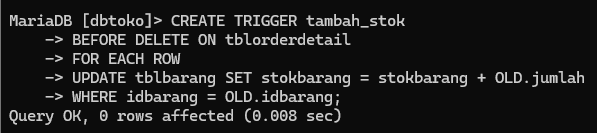 MariaDB [dbtoko]> CREATE TRIGGER tambah_stok
    -> BEFORE DELETE ON tblorderdetail
    -> FOR EACH ROW
    -> UPDATE tblbarang SET stokbarang = stokbarang + OLD.jumlah
    -> WHERE idbarang = OLD.idbarang;
Query OK, 0 rows affected (0.008 sec)